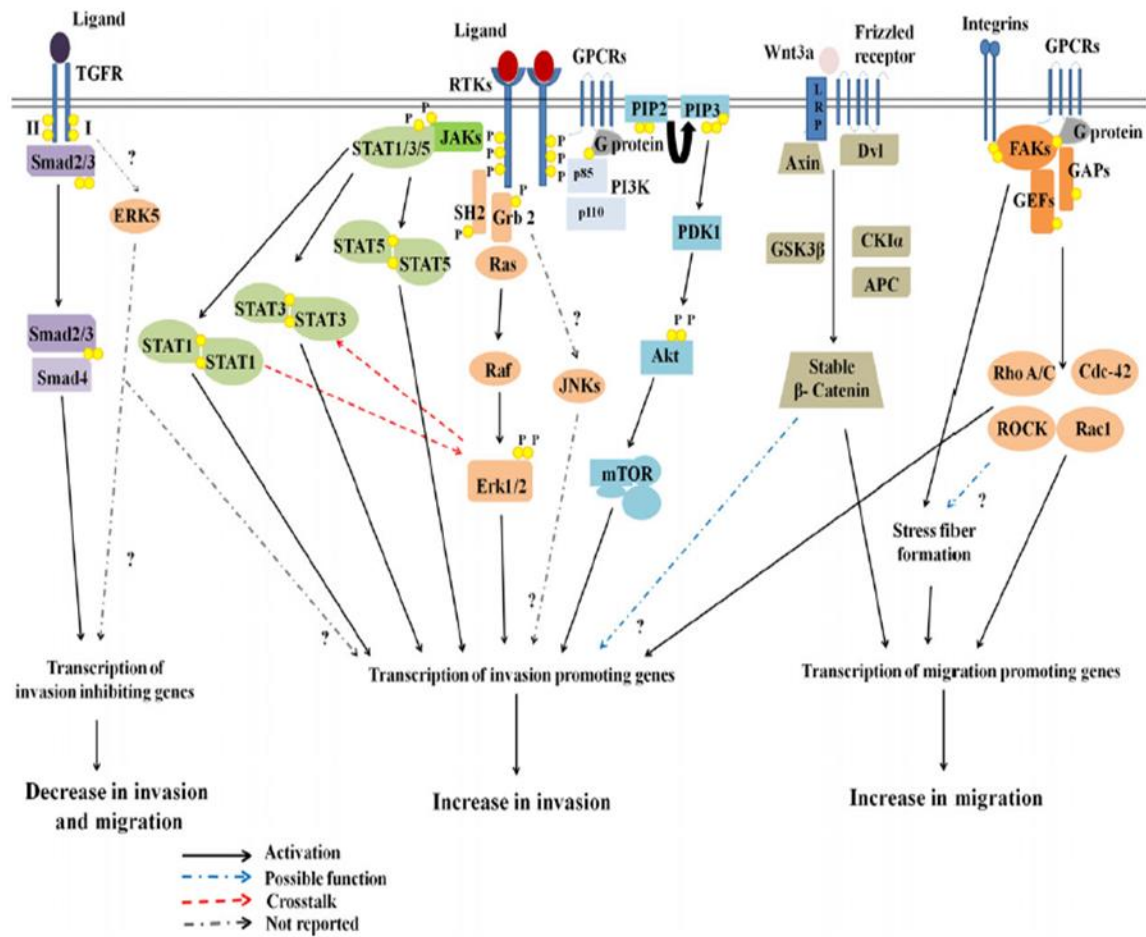 Ligand
TGFR
II
I
?
Smad2/3
ERK5
Smad2/3
Smad4
?
?
Transcription of
invasion inhibiting genes
Decrease in invasion
and migration
Ligand
RTKs
P
P
JAKs
STAT1/3/5
STAT5
STAT5
STAT3
STAT3
STAT1
STAT1
P
P
P
P
P
P
SH2
P
Grb 2
P
Ras
?
Raf
JNKs
P P
Erk1/2
?
GPCRs
G protein
p85
PI3K
p110
PIP2
PIP3
PDK1
P P
Akt
mTOR
Transcription of invasion promoting genes
Increase in invasion
Wnt3a
Frizzled
receptor
L
R
P
Axin
Dvl
GSK3β
CKIα
APC
Stable
β- Catenin
?
Integrins
GPCRs
G protein
FAKs
GAPs
GEFs
Rho A/C
Cdc-42
ROCK
Rac1
?
Stress fiber
formation
Transcription of migration promoting genes
Increase in migration
Activation
Possible function
Crosstalk
Not reported